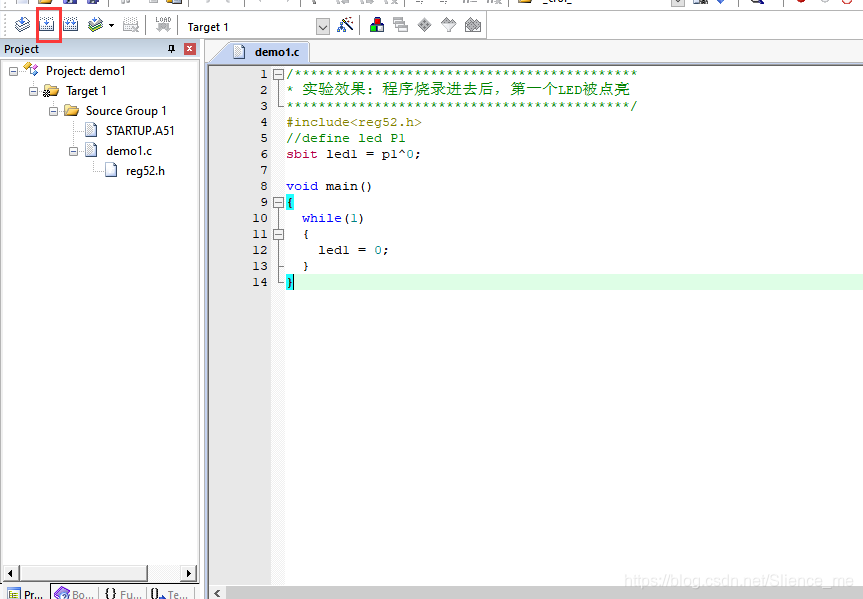 LOAD
Target 1
Project
demo1.c
Project: demo1
Target 1
Source Group 1
STARTUP.A51
demo1.c
reg52.h
1 /*******************************************
2 * 实验效果：程序烧录进去后，第一个LED被点亮
3 *******************************************/
4 #include<reg52.h>
5 //define led P1
6 sbit led1 = p1^0;
7
8 void main()
9 {
10 while(1)
11 {
12 led1 = 0;
13 }
14 }
https://blog.csdn.net/Slience_me
Pr...
Bo...
{} Fu...
Te...